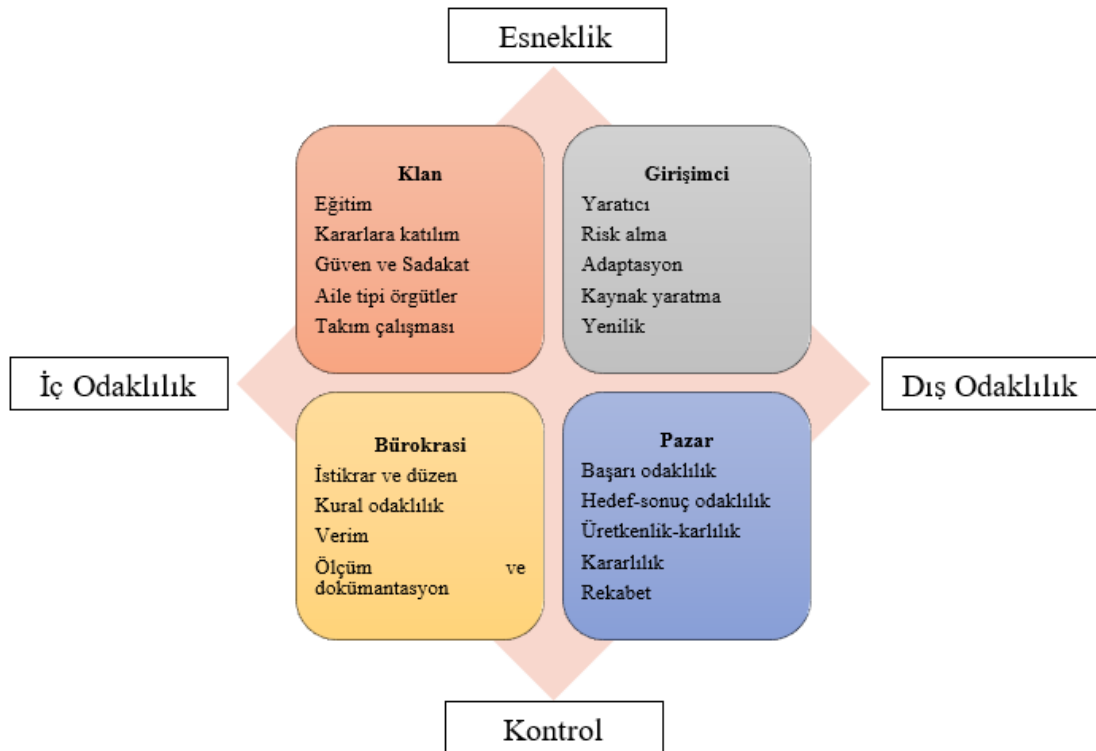 Esneklik
Klan
Eğitim
Kararlara katılım
Güven ve Sadakat
Aile tipi örgütler
Takım çalışması
Girişimci
Yaratıcı
Risk alma
Adaptasyon
Kaynak yaratma
Yenilik
İç Odaklılık
Dış Odaklılık
Bürokrasi
İstikrar ve düzen
Kural odaklılık
Verim
Ölçüm ve
dokümantasyon
Pazar
Başarı odaklılık
Hedef-sonuç odaklılık
Üretkenlik-karlılık
Kararlılık
Rekabet
Kontrol